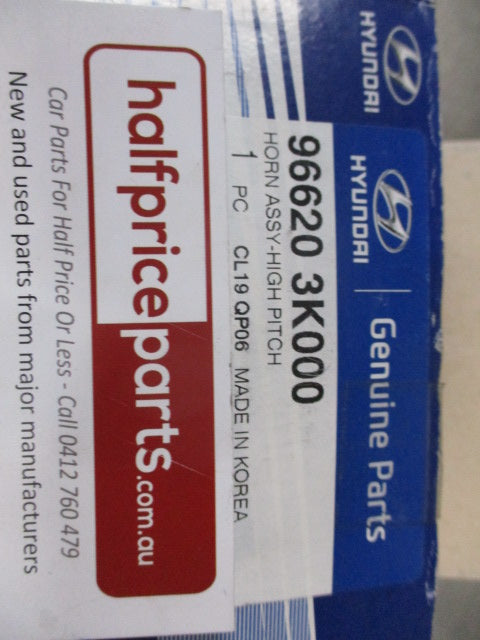 HYUNDAI
HYUNDAI | Genuine Parts
96620 3K000
HORN ASSY-HIGH PITCH
1 PC CL19 QP06 MADE IN KOREA
halfpriceparts.com.au
Car Parts For Half Price Or Less - Call 0412 760 479
New and used parts from major manufacturers